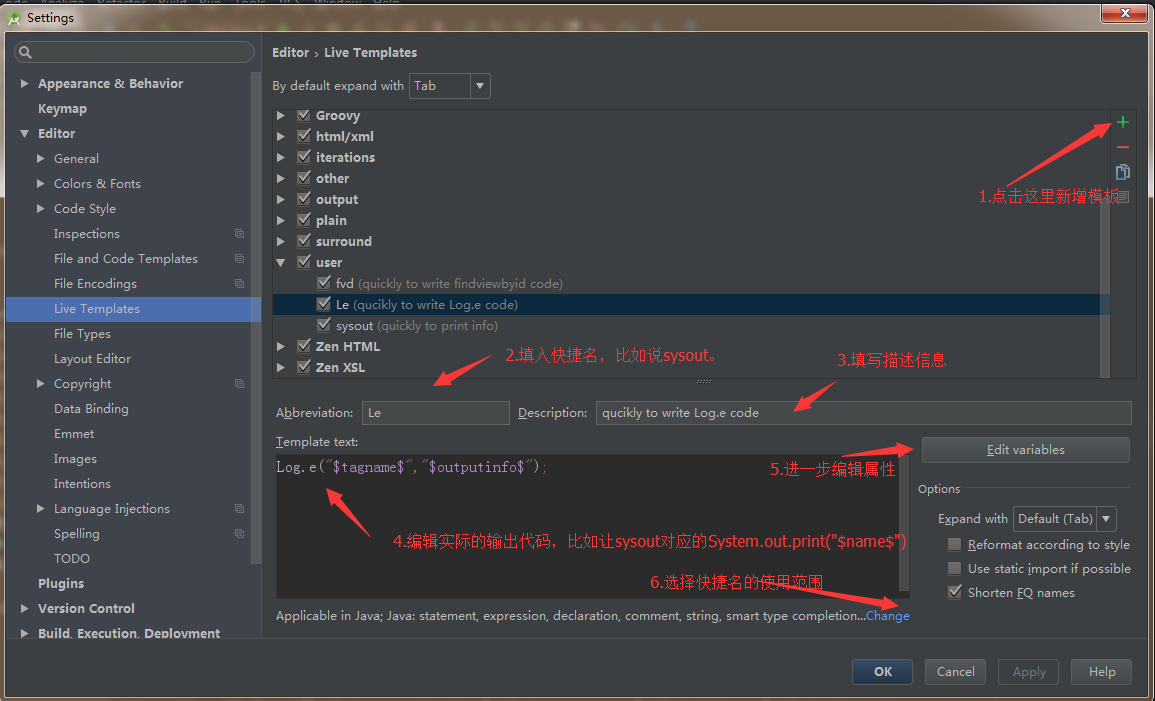 Settings
Editor › Live Templates
Appearance & Behavior
Keymap
Editor
General
Colors & Fonts
Code Style
Inspections
File and Code Templates
File Encodings
Live Templates
File Types
Layout Editor
Copyright
Data Binding
Emmet
Images
Intentions
Language Injections
Spelling
TODO
Plugins
Version Control
Build, Execution, Deployment
By default expand with Tab
Groovy
html/xml
iterations
other
output
plain
surround
user
fvd (quickly to write findviewbyid code)
Le (qucikly to write Log.e code)
sysout (quickly to print info)
Zen HTML
Zen XSL
1.点击这里新增模板
2.填入快捷名，比如说sysout。
3.填写描述信息
Abbreviation: Le Description: qucikly to write Log.e code
Template text:
Log.e("$tagname$","$outputinfo$");
5.进一步编辑属性
4.编辑实际的输出代码，比如让sysout对应的System.out.print("$name$")
6.选择快捷名的使用范围
Applicable in Java; Java: statement, expression, declaration, comment, string, smart type completion...Change
Edit variables
Options
Expand with Default (Tab)
Reformat according to style
Use static import if possible
Shorten FQ names
OK Cancel Apply Help